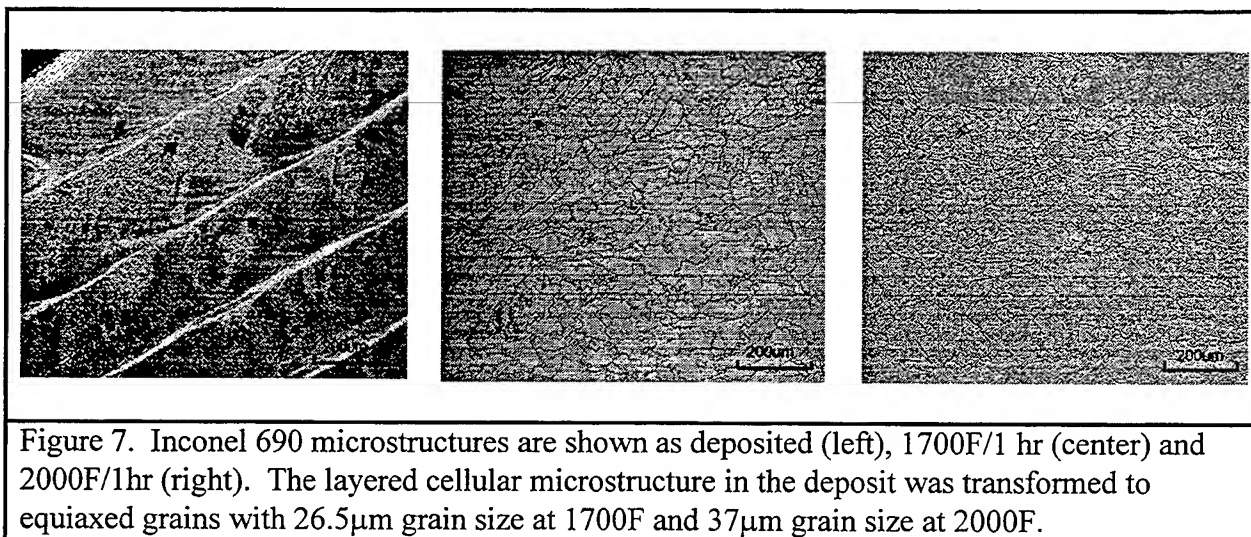 200um
200um
Figure 7. Inconel 690 microstructures are shown as deposited (left), 1700F/1 hr (center) and
2000F/1hr (right). The layered cellular microstructure in the deposit was transformed to
equiaxed grains with 26.5μm grain size at 1700F and 37μm grain size at 2000F.